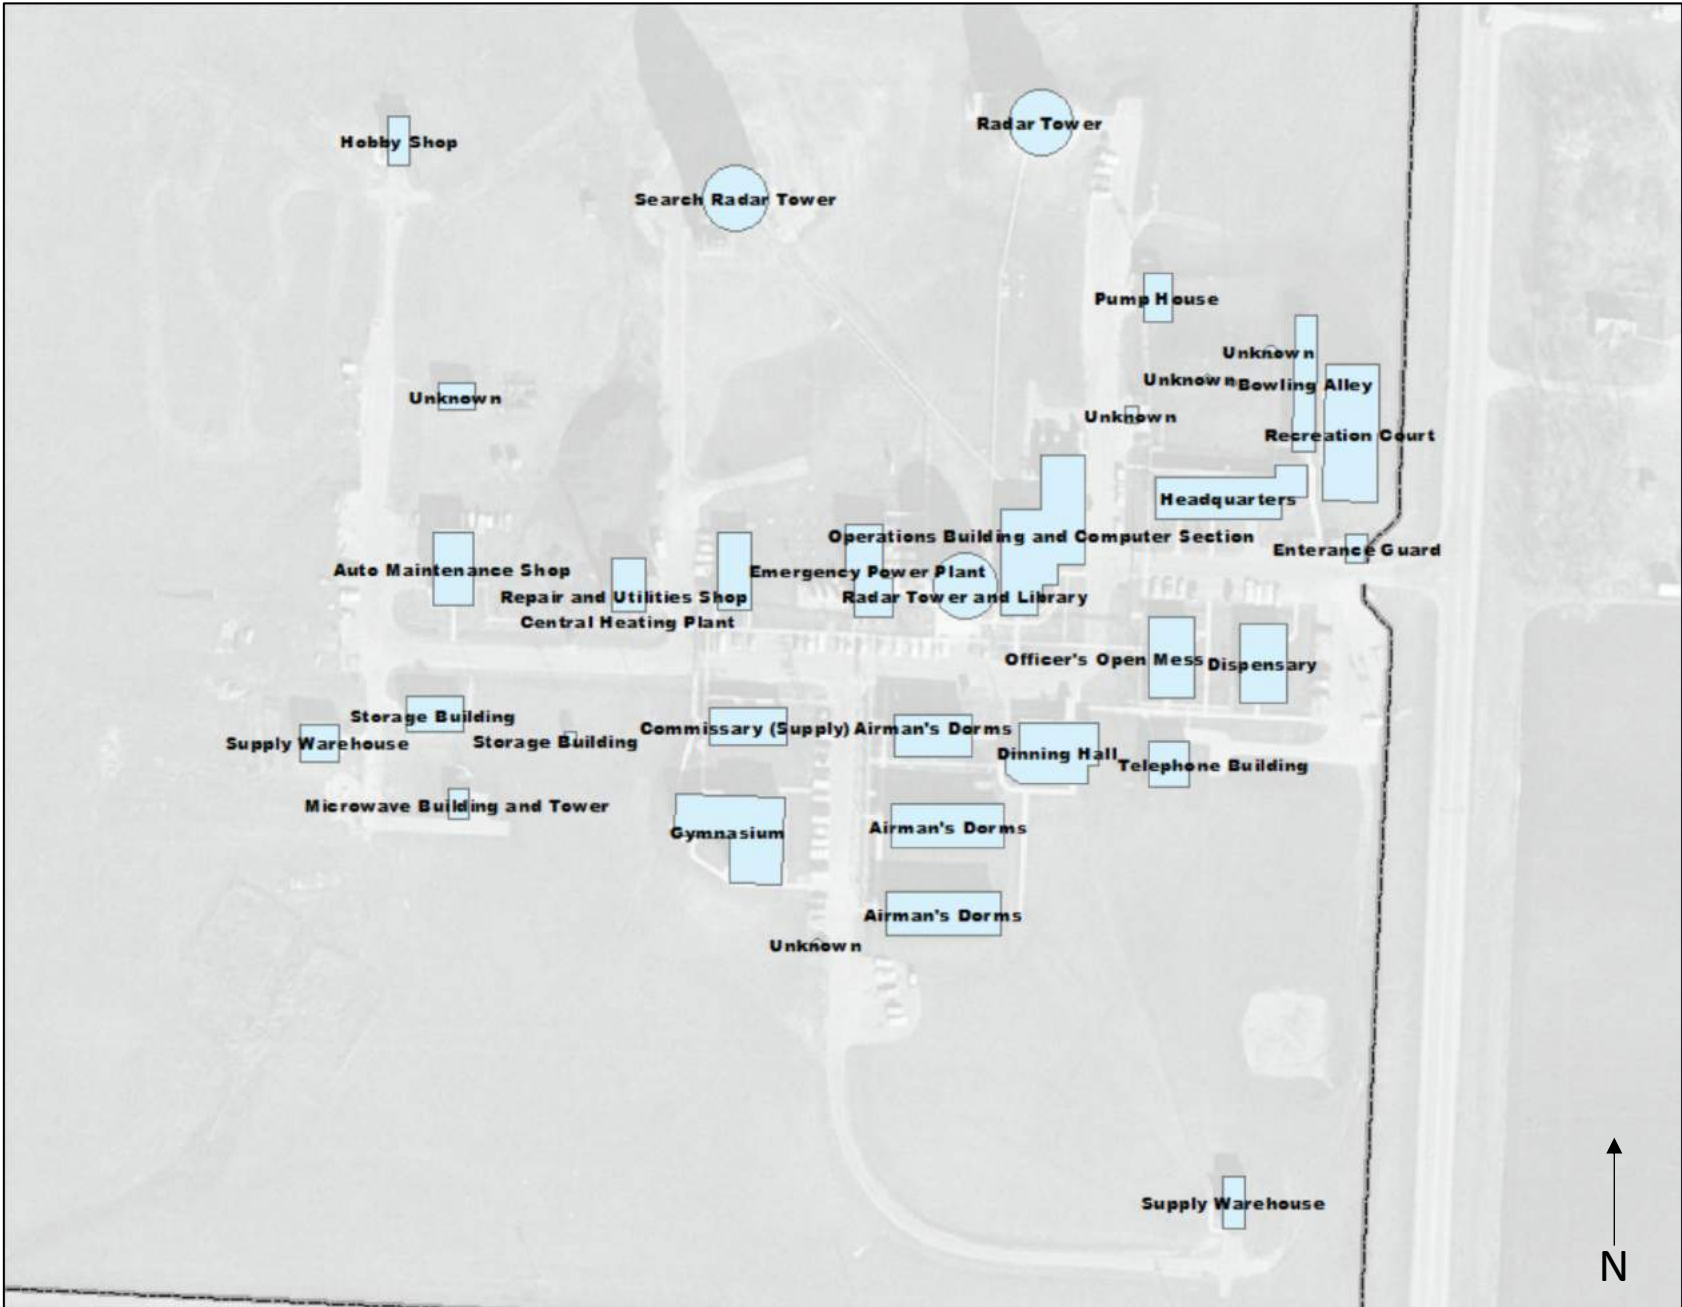 Radar Tower
Hobby Shop
Search Radar Tower
Pump House
Unknown
Unknown
Bowling Alley
Unknown
Unknown
Recreation Court
Headquarters
Operations Building and Computer Section
Enterance Guard
Auto Maintenance Shop
Emergency Power Plant
Repair and Utilities Shop
Radar Tower and Library
Central Heating Plant
Officer's Open Mess
Dispensary
Storage Building
Commissary (Supply)
Airman's Dorms
Supply Warehouse
Storage Building
Dinning Hall
Telephone Building
Microwave Building and Tower
Gymnasium
Airman's Dorms
Airman's Dorms
Unknown
Supply Warehouse
N